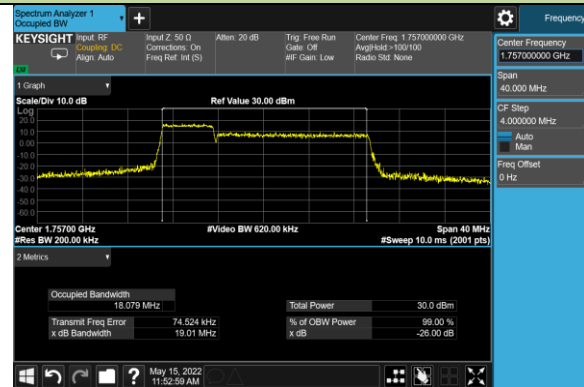 Spectrum Analyzer 1
Occupied BW
Frequency
KEYSIGHT
Input: RF
Coupling: DC
Align: Auto
Input Z: 50 Ω
Corrections: On
Freq Ref: Int (S)
Atten: 20 dB
Trig: Free Run
Gate: Off
#IF Gain: Low
Center Freq: 1.757000000 GHz
Avg|Hold:>100/100
Radio Std: None
Center Frequency
1.757000000 GHz
Span
40.000 MHz
CF Step
4.000000 MHz
Auto
Man
Freq Offset
0 Hz
1 Graph
Scale/Div 10.0 dB
Ref Value 30.00 dBm
Log
20.0
10.0
0.00
-10.0
-20.0
-30.0
-40.0
-50.0
-60.0
Center 1.75700 GHz
#Video BW 620.00 kHz
Span 40 MHz
#Res BW 200.00 kHz
#Sweep 10.0 ms (2001 pts)
2 Metrics
Occupied Bandwidth
18.079 MHz
Total Power
30.0 dBm
Transmit Freq Error
74.524 kHz
% of OBW Power
99.00 %
x dB Bandwidth
19.01 MHz
x dB
-26.00 dB
?
May 15, 2022
11:52:59 AM